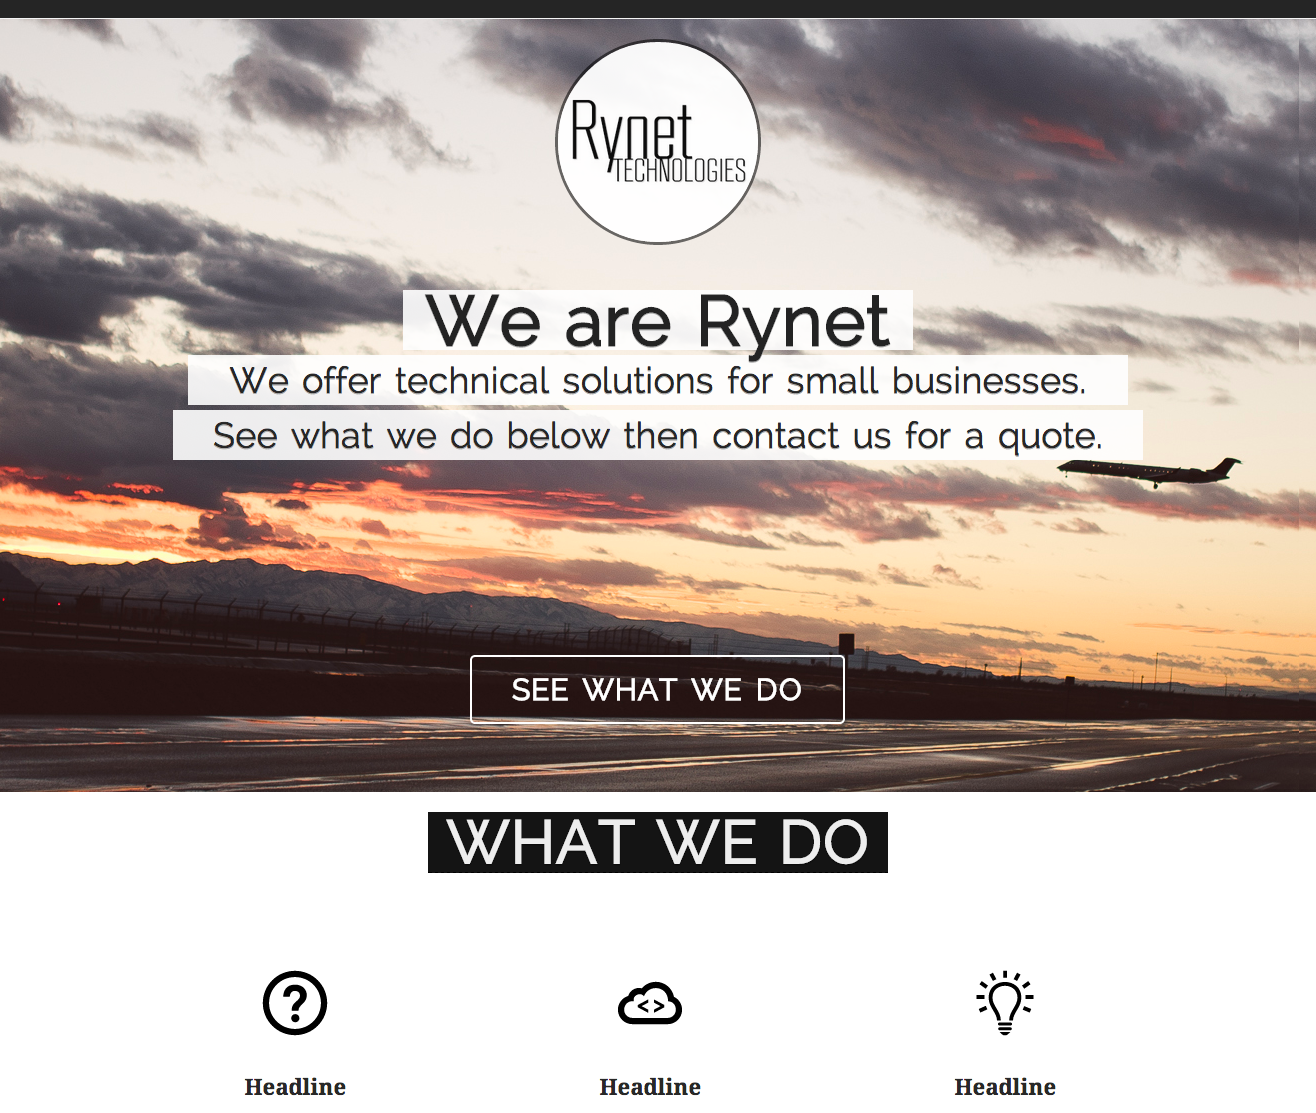 Rynet
TECHNOLOGIES
We are Rynet
We offer technical solutions for small businesses.
See what we do below then contact us for a quote.
SEE WHAT WE DO
WHAT WE DO
?
<>
Headline Headline Headline